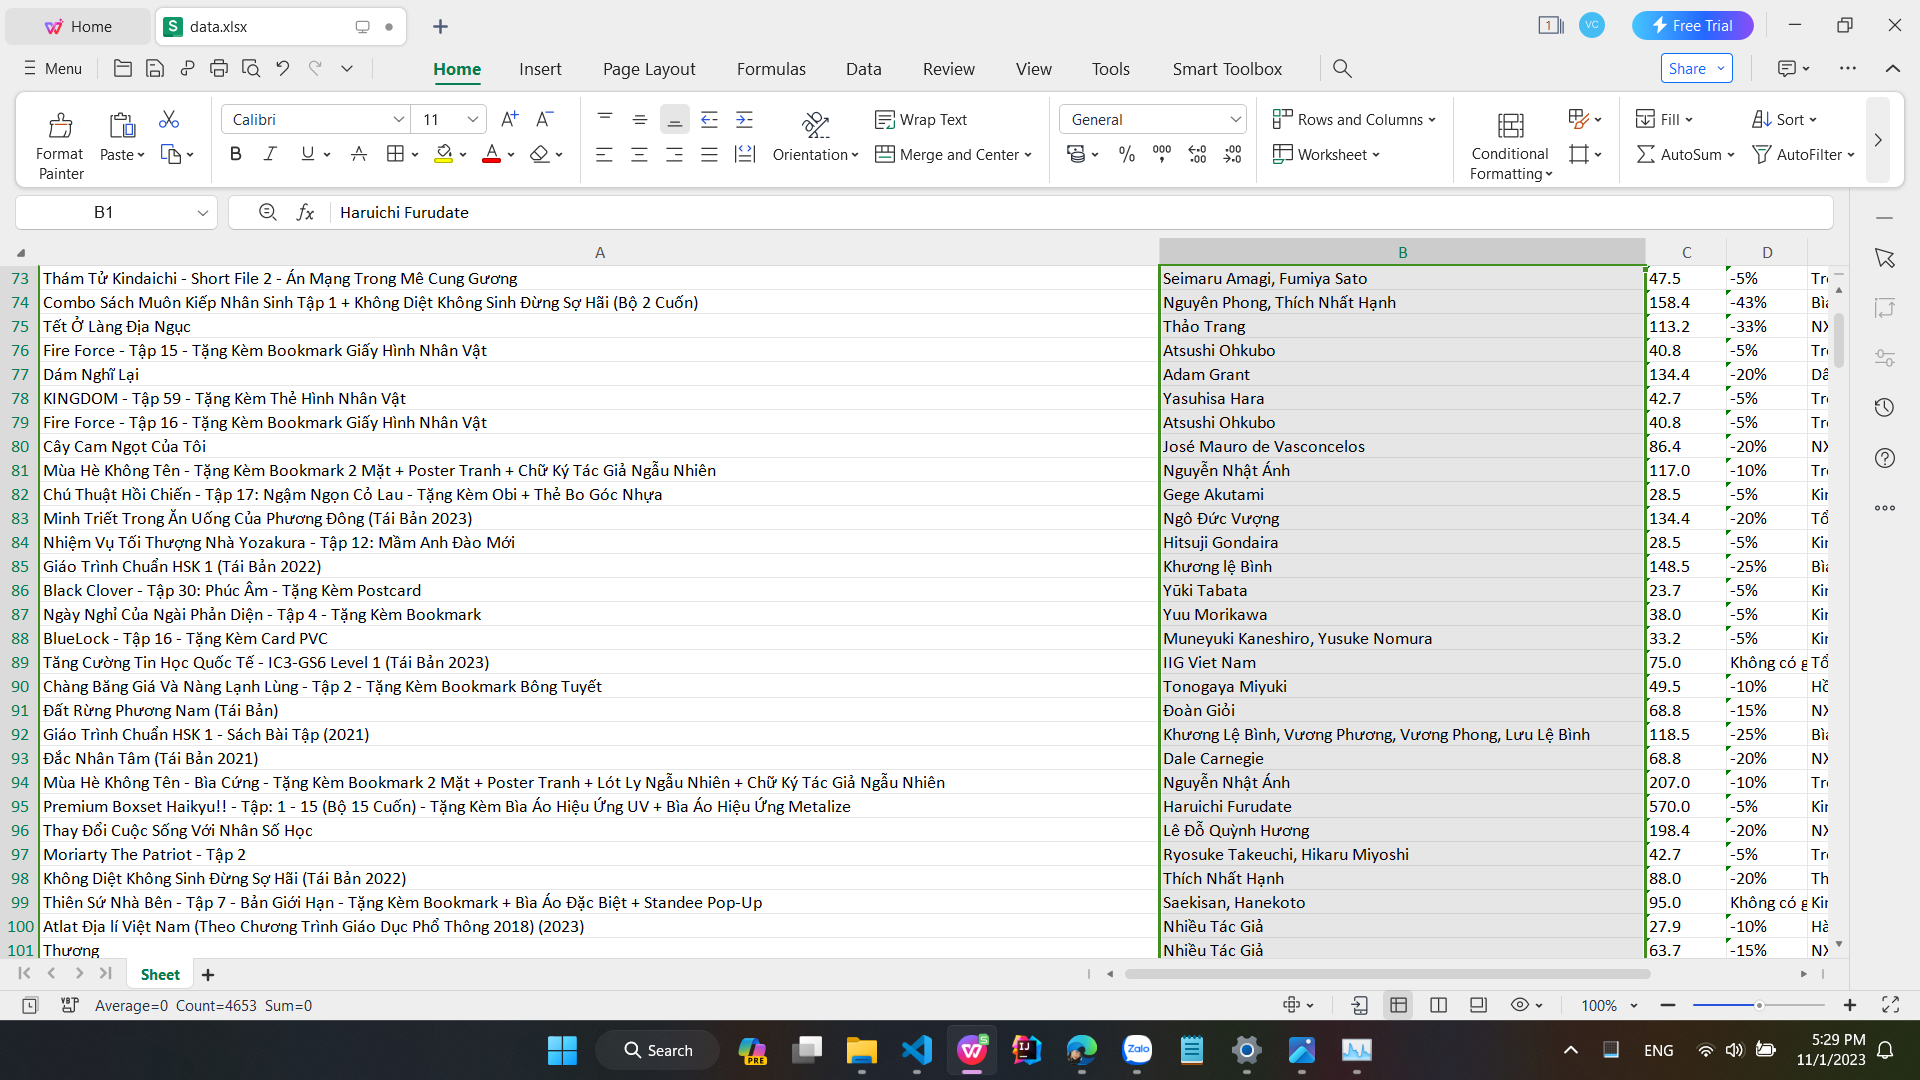 Home data.xlsx Free Trial
Menu Home Insert Page Layout Formulas Data Review View Tools Smart Toolbox Share
Format Painter Paste Calibri 11 Wrap Text General Rows and Columns Fill Sort
Orientation Merge and Center Worksheet Conditional Formatting AutoSum AutoFilter
B1 fx Haruichi Furudate
A B C D
73 Thám Tử Kindaichi - Short File 2 - Án Mạng Trong Mê Cung Gương Seimaru Amagi, Fumiya Sato 47.5 -5% Tr
74 Combo Sách Muôn Kiếp Nhân Sinh Tập 1 + Không Diệt Không Sinh Đừng Sợ Hãi (Bộ 2 Cuốn) Nguyên Phong, Thích Nhất Hạnh 158.4 -43% Bì
75 Tết Ở Làng Địa Ngục Thảo Trang 113.2 -33% NX
76 Fire Force - Tập 15 - Tặng Kèm Bookmark Giấy Hình Nhân Vật Atsushi Ohkubo 40.8 -5% Tr
77 Dám Nghĩ Lại Adam Grant 134.4 -20% Dâ
78 KINGDOM - Tập 59 - Tặng Kèm Thẻ Hình Nhân Vật Yasuhisa Hara 42.7 -5% Tr
79 Fire Force - Tập 16 - Tặng Kèm Bookmark Giấy Hình Nhân Vật Atsushi Ohkubo 40.8 -5% Tr
80 Cây Cam Ngọt Của Tôi José Mauro de Vasconcelos 86.4 -20% NX
81 Mùa Hè Không Tên - Tặng Kèm Bookmark 2 Mặt + Poster Tranh + Chữ Ký Tác Giả Ngẫu Nhiên Nguyễn Nhật Ánh 117.0 -10% Tr
82 Chú Thuật Hồi Chiến - Tập 17: Ngậm Ngọn Cỏ Lau - Tặng Kèm Obi + Thẻ Bo Góc Nhựa Gege Akutami 28.5 -5% Kin
83 Minh Triết Trong Ăn Uống Của Phương Đông (Tái Bản 2023) Ngô Đức Vượng 134.4 -20% Tổ
84 Nhiệm Vụ Tối Thượng Nhà Yozakura - Tập 12: Mầm Anh Đào Mới Hitsuji Gondaira 28.5 -5% Kin
85 Giáo Trình Chuẩn HSK 1 (Tái Bản 2022) Khương lệ Bình 148.5 -25% Bì
86 Black Clover - Tập 30: Phúc Âm - Tặng Kèm Postcard Yūki Tabata 23.7 -5% Kin
87 Ngày Nghỉ Của Ngài Phản Diện - Tập 4 - Tặng Kèm Bookmark Yuu Morikawa 38.0 -5% Kin
88 BlueLock - Tập 16 - Tặng Kèm Card PVC Muneyuki Kaneshiro, Yusuke Nomura 33.2 -5% Kin
89 Tăng Cường Tin Học Quốc Tế - IC3-GS6 Level 1 (Tái Bản 2023) IIG Viet Nam 75.0 Không có g Tổ
90 Chàng Băng Giá Và Nàng Lạnh Lùng - Tập 2 - Tặng Kèm Bookmark Bông Tuyết Tonogaya Miyuki 49.5 -10% Hồ
91 Đất Rừng Phương Nam (Tái Bản) Đoàn Giỏi 68.8 -15% NX
92 Giáo Trình Chuẩn HSK 1 - Sách Bài Tập (2021) Khương Lệ Bình, Vương Phương, Vương Phong, Lưu Lệ Bình 118.5 -25% Bì
93 Đắc Nhân Tâm (Tái Bản 2021) Dale Carnegie 68.8 -20% NX
94 Mùa Hè Không Tên - Bìa Cứng - Tặng Kèm Bookmark 2 Mặt + Poster Tranh + Lót Ly Ngẫu Nhiên + Chữ Ký Tác Giả Ngẫu Nhiên Nguyễn Nhật Ánh 207.0 -10% Tr
95 Premium Boxset Haikyu!! - Tập: 1 - 15 (Bộ 15 Cuốn) - Tặng Kèm Bìa Áo Hiệu Ứng UV + Bìa Áo Hiệu Ứng Metalize Haruichi Furudate 570.0 -5% Kin
96 Thay Đổi Cuộc Sống Với Nhân Số Học Lê Đỗ Quỳnh Hương 198.4 -20% NX
97 Moriarty The Patriot - Tập 2 Ryosuke Takeuchi, Hikaru Miyoshi 42.7 -5% Tr
98 Không Diệt Không Sinh Đừng Sợ Hãi (Tái Bản 2022) Thích Nhất Hạnh 88.0 -20% Th
99 Thiên Sứ Nhà Bên - Tập 7 - Bản Giới Hạn - Tặng Kèm Bookmark + Bìa Áo Đặc Biệt + Standee Pop-Up Saekisan, Hanekoto 95.0 Không có g Kin
100 Atlat Địa lí Việt Nam (Theo Chương Trình Giáo Dục Phổ Thông 2018) (2023) Nhiều Tác Giả 27.9 -10% Hà
101 Thương Nhiều Tác Giả 63.7 -15% NX
Sheet
Average=0 Count=4653 Sum=0 100%
Search PRE Zalo ENG 5:29 PM
11/1/2023